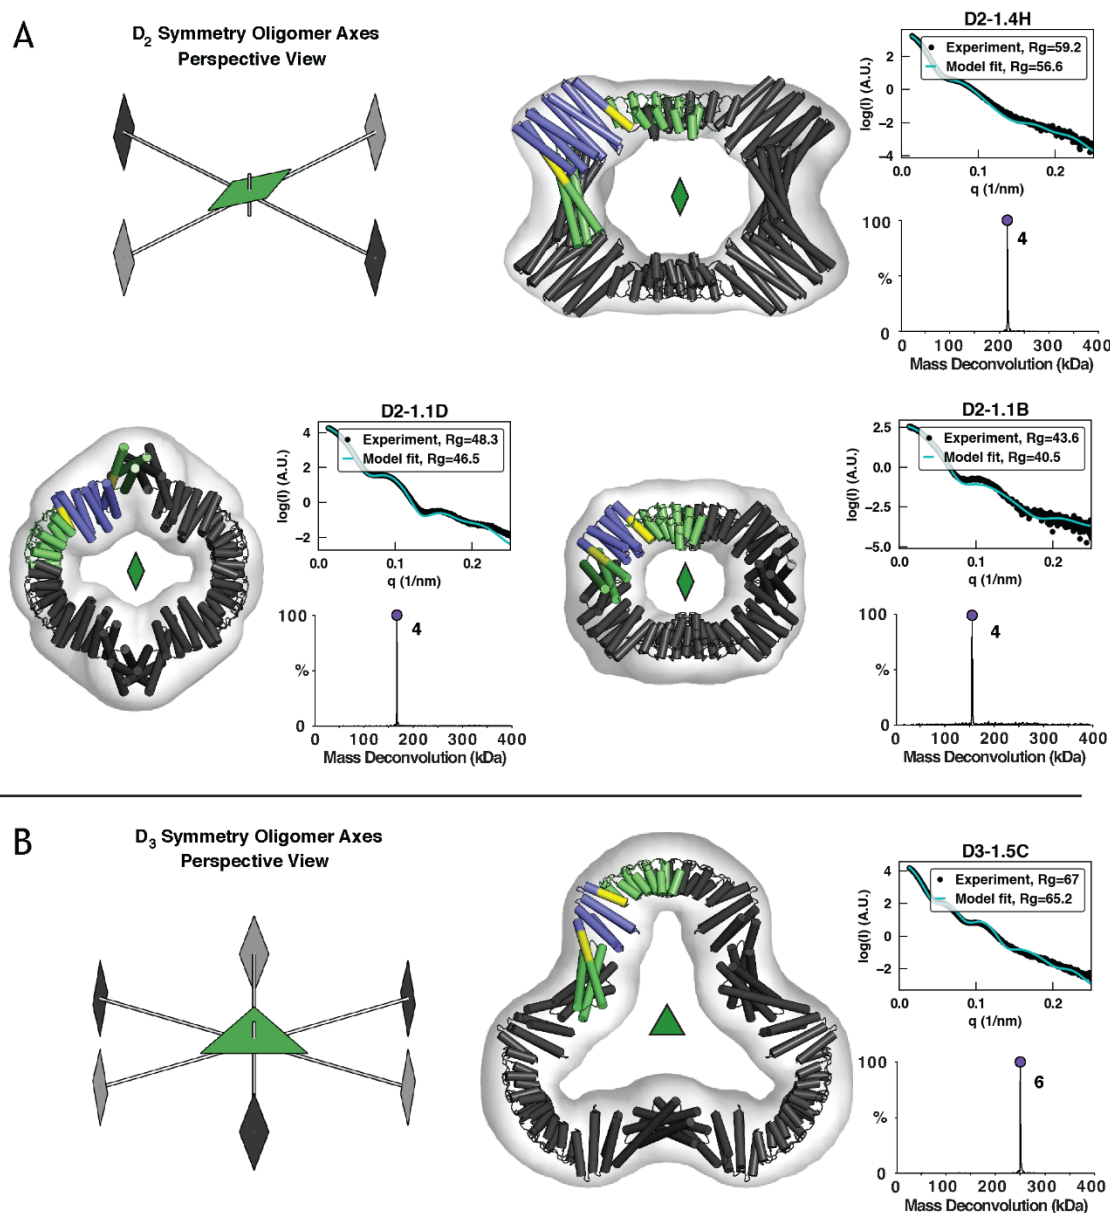 A
D2 Symmetry Oligomer Axes
Perspective View
D2-1.4H
Experiment, Rg=59.2
Model fit, Rg=56.6
log(I) (A.U.)
2
0
−2
−4
0.0 0.1 0.2
q (1/nm)
100
4
%
0
0 100 200 300 400
Mass Deconvolution (kDa)
D2-1.1D
Experiment, Rg=48.3
Model fit, Rg=46.5
log(I) (A.U.)
4
2
0
−2
0.0 0.1 0.2
q (1/nm)
100
4
%
0
0 100 200 300 400
Mass Deconvolution (kDa)
D2-1.1B
Experiment, Rg=43.6
Model fit, Rg=40.5
log(I) (A.U.)
2.5
0.0
−2.5
−5.0
0.0 0.1 0.2
q (1/nm)
100
4
%
0
0 100 200 300 400
Mass Deconvolution (kDa)
B
D3 Symmetry Oligomer Axes
Perspective View
D3-1.5C
Experiment, Rg=67
Model fit, Rg=65.2
log(I) (A.U.)
4
2
0
−2
0.0 0.1 0.2
q (1/nm)
100
6
%
0
0 100 200 300 400
Mass Deconvolution (kDa)